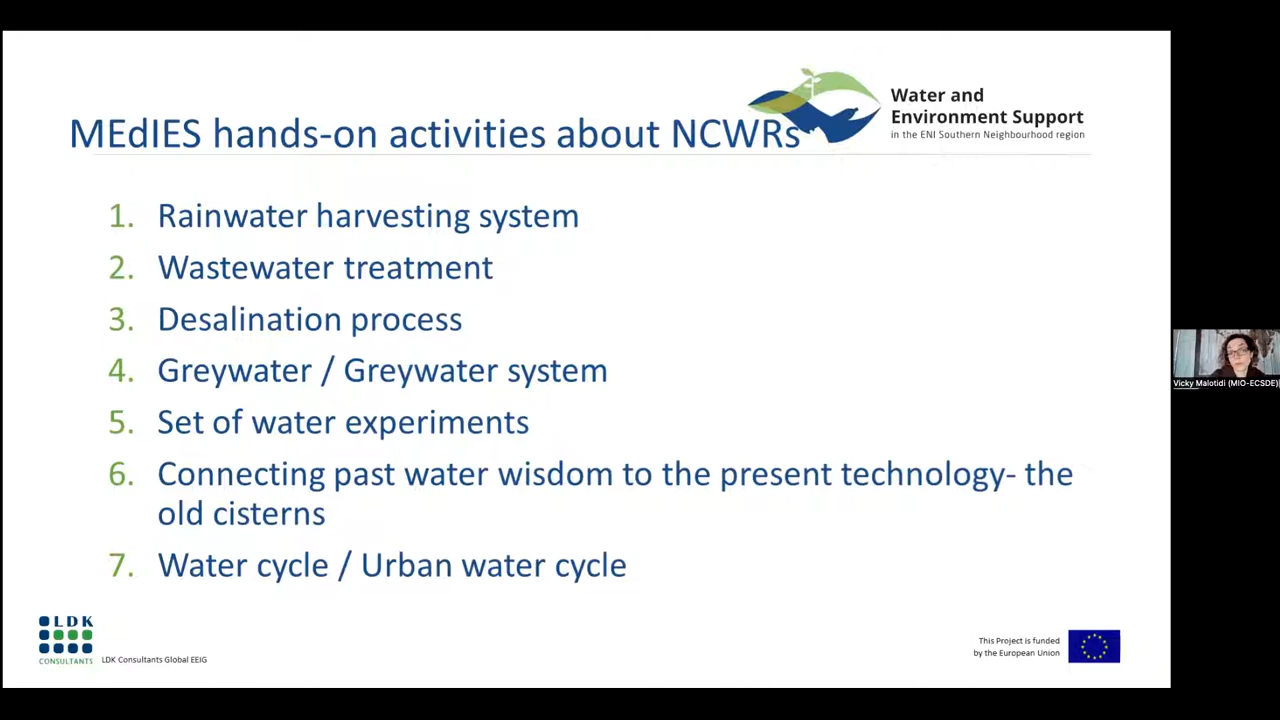 Water and
Environment Support
in the ENI Southern Neighbourhood region
MEdIES hands-on activities about NCWRs
1. Rainwater harvesting system
2. Wastewater treatment
3. Desalination process
4. Greywater / Greywater system
5. Set of water experiments
6. Connecting past water wisdom to the present technology- the
old cisterns
7. Water cycle / Urban water cycle
Vicky Malotidi (MIO-ECSDE)
LDK
CONSULTANTS
LDK Consultants Global EEIG
This Project is funded
by the European Union